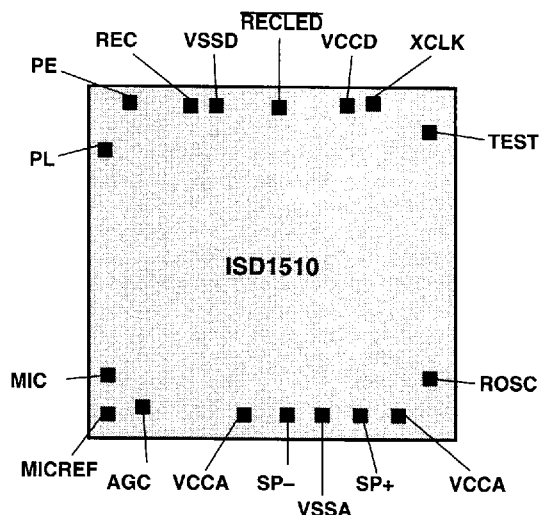 RECLED
REC VSSD VCCD XCLK
PE
TEST
PL
ISD1510
MIC
ROSC
MICREF
AGC VCCA SP– SP+ VCCA
VSSA